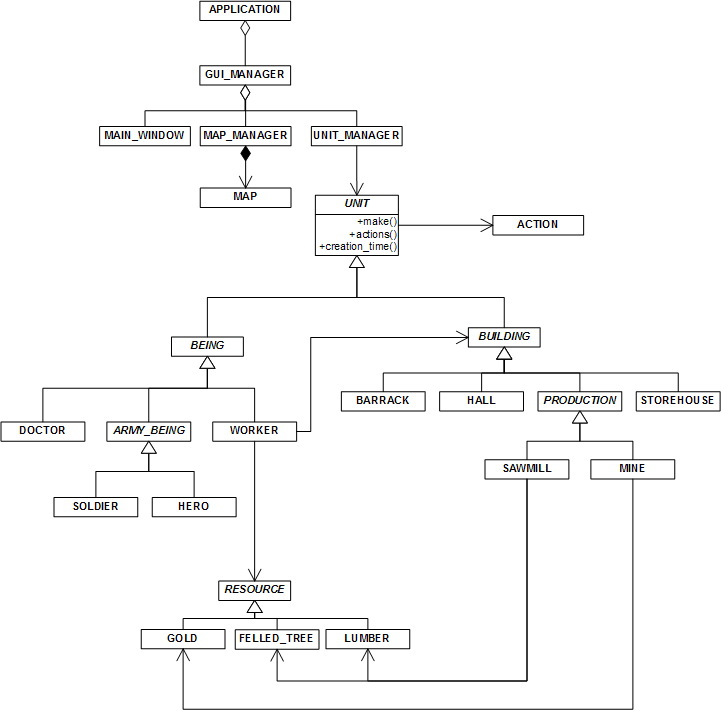 APPLICATION
GUI_MANAGER
MAIN_WINDOW
MAP_MANAGER
UNIT_MANAGER
MAP
UNIT
+make()
+actions()
+creation_time()
ACTION
BEING
BUILDING
BARRACK
HALL
PRODUCTION
STOREHOUSE
DOCTOR
ARMY_BEING
WORKER
SAWMILL
MINE
SOLDIER
HERO
RESOURCE
GOLD
FELLED_TREE
LUMBER